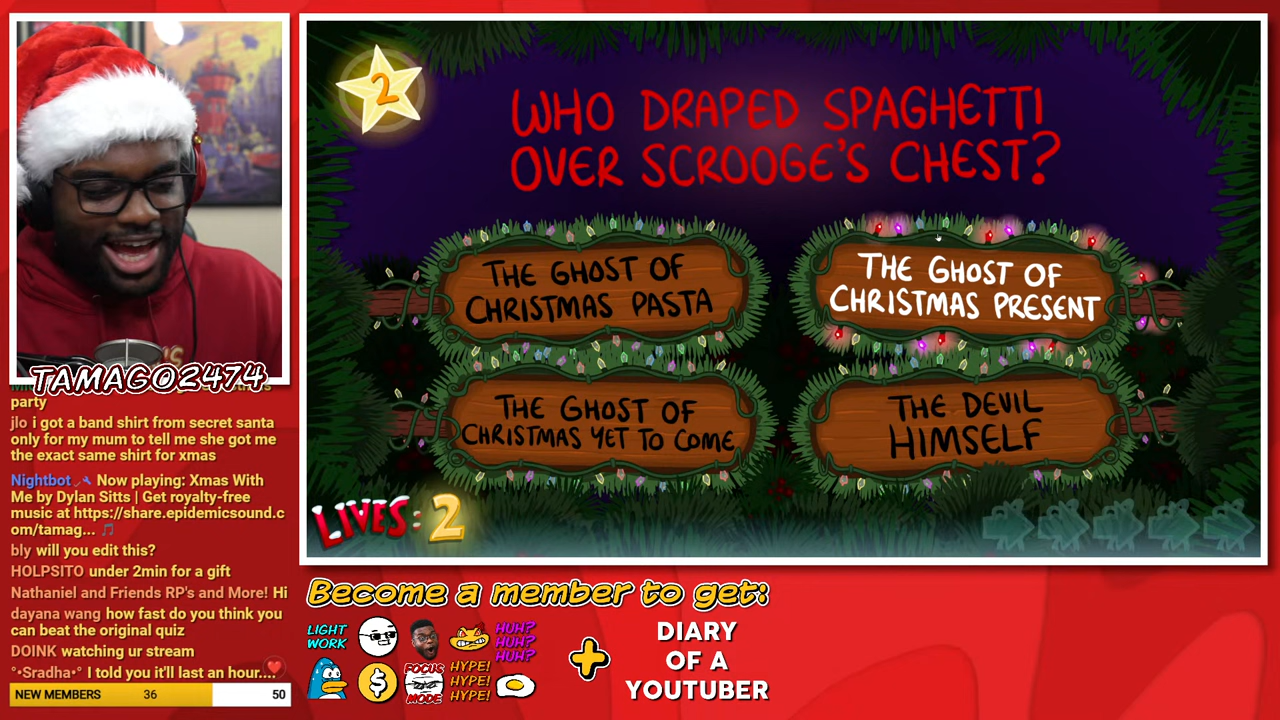 2
WHO DRAPED SPAGHETTI
OVER SCROOGE'S CHEST?
THE GHOST OF
CHRISTMAS PASTA
THE GHOST OF
CHRISTMAS PRESENT
THE GHOST OF
CHRISTMAS YET TO COME
THE DEVIL
HIMSELF
LIVES: 2
TAMAGO2474
party
jlo i got a band shirt from secret santa
only for my mum to tell me she got me
the exact same shirt for xmas
Nightbot Now playing: Xmas With
Me by Dylan Sitts | Get royalty-free
music at https://share.epidemicsound.c
om/tamag... 🎵
bly will you edit this?
HOLPSITO under 2min for a gift
Nathaniel and Friends RP's and More! Hi
dayana wang how fast do you think you
can beat the original quiz
DOINK watching ur stream
°•Sradha•° I told you it'll last an hour....
NEW MEMBERS 36 50
Become a member to get:
LIGHT
WORK
HUH?
HUH?
HUH?
$
FOCUS
MODE
HYPE!
HYPE!
HYPE!
+
DIARY
OF A
YOUTUBER